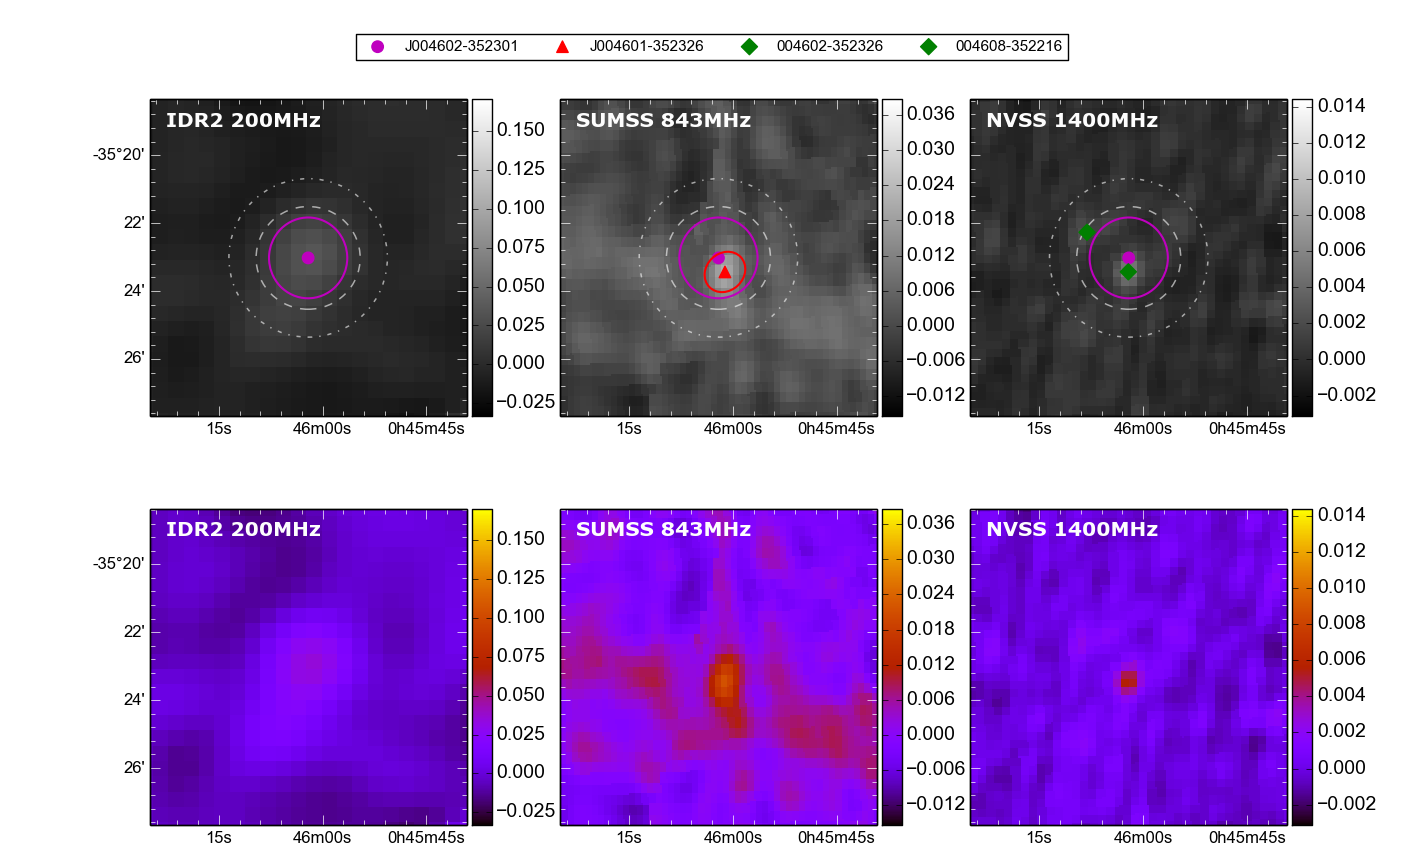 J004602-352301 J004601-352326 004602-352326 004608-352216
IDR2 200MHz SUMSS 843MHz NVSS 1400MHz
0.150 0.125 0.100 0.075 0.050 0.025 0.000 −0.025
0.036 0.030 0.024 0.018 0.012 0.006 0.000 −0.006 −0.012
0.014 0.012 0.010 0.008 0.006 0.004 0.002 0.000 −0.002
-35°20'
22'
24'
26'
15s 46m00s 0h45m45s 15s 46m00s 0h45m45s 15s 46m00s 0h45m45s
IDR2 200MHz SUMSS 843MHz NVSS 1400MHz
0.150 0.125 0.100 0.075 0.050 0.025 0.000 −0.025
0.036 0.030 0.024 0.018 0.012 0.006 0.000 −0.006 −0.012
0.014 0.012 0.010 0.008 0.006 0.004 0.002 0.000 −0.002
-35°20'
22'
24'
26'
15s 46m00s 0h45m45s 15s 46m00s 0h45m45s 15s 46m00s 0h45m45s